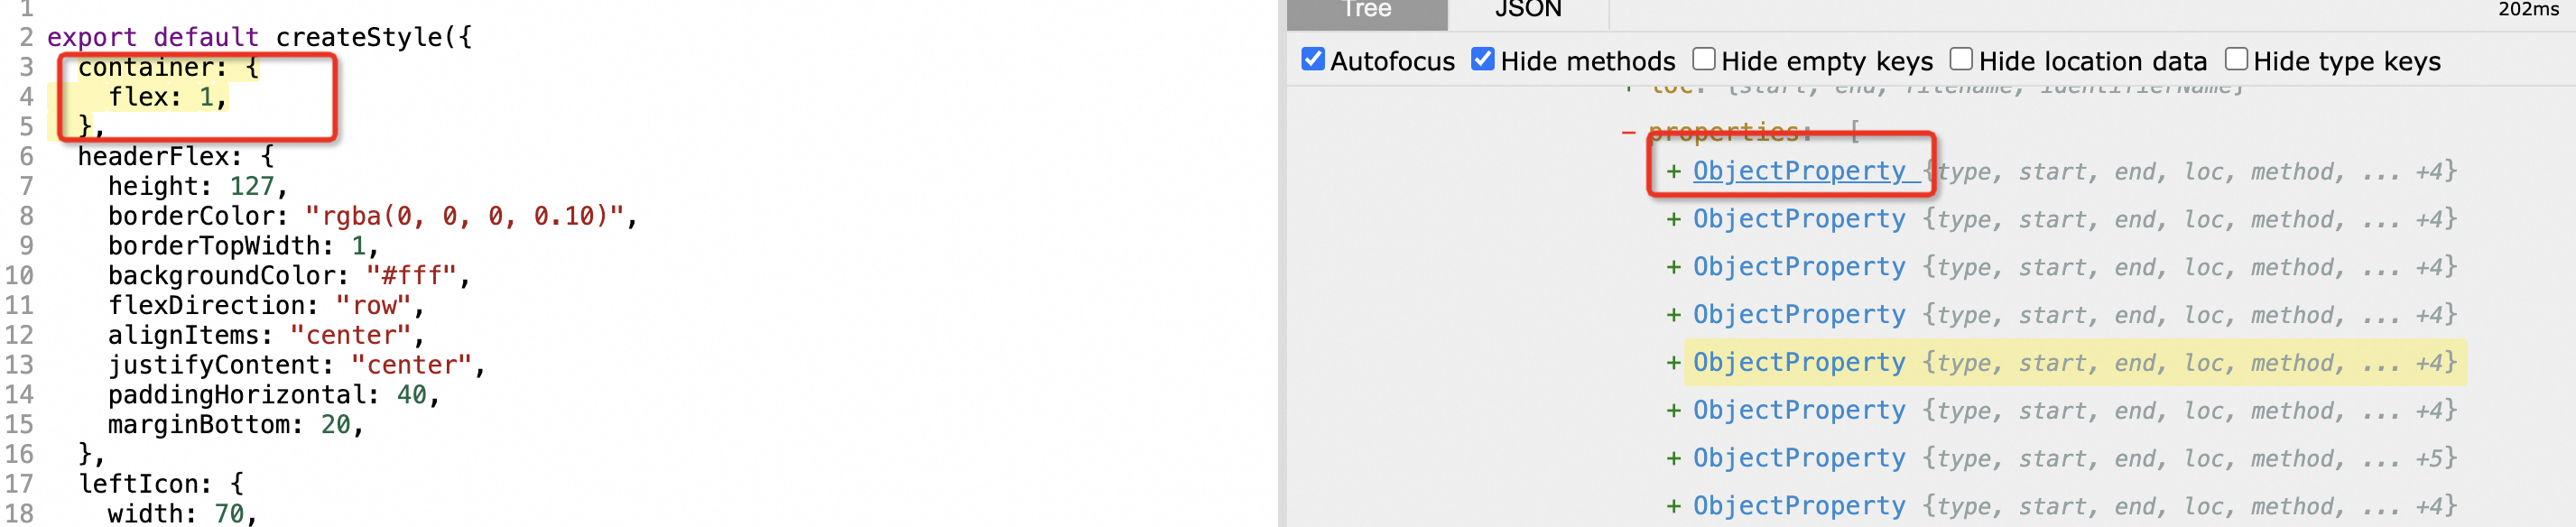 1
2 export default createStyle({
3 container: {
4 flex: 1,
5 },
6 headerFlex: {
7 height: 127,
8 borderColor: "rgba(0, 0, 0, 0.10)",
9 borderTopWidth: 1,
10 backgroundColor: "#fff",
11 flexDirection: "row",
12 alignItems: "center",
13 justifyContent: "center",
14 paddingHorizontal: 40,
15 marginBottom: 20,
16 },
17 leftIcon: {
18 width: 70,
Tree JSON 202ms
Autofocus Hide methods Hide empty keys Hide location data Hide type keys
+ loc: {start, end, filename, identifierName}
- properties: [
+ ObjectProperty {type, start, end, loc, method, ... +4}
+ ObjectProperty {type, start, end, loc, method, ... +4}
+ ObjectProperty {type, start, end, loc, method, ... +4}
+ ObjectProperty {type, start, end, loc, method, ... +4}
+ ObjectProperty {type, start, end, loc, method, ... +4}
+ ObjectProperty {type, start, end, loc, method, ... +4}
+ ObjectProperty {type, start, end, loc, method, ... +5}
+ ObjectProperty {type, start, end, loc, method, ... +4}